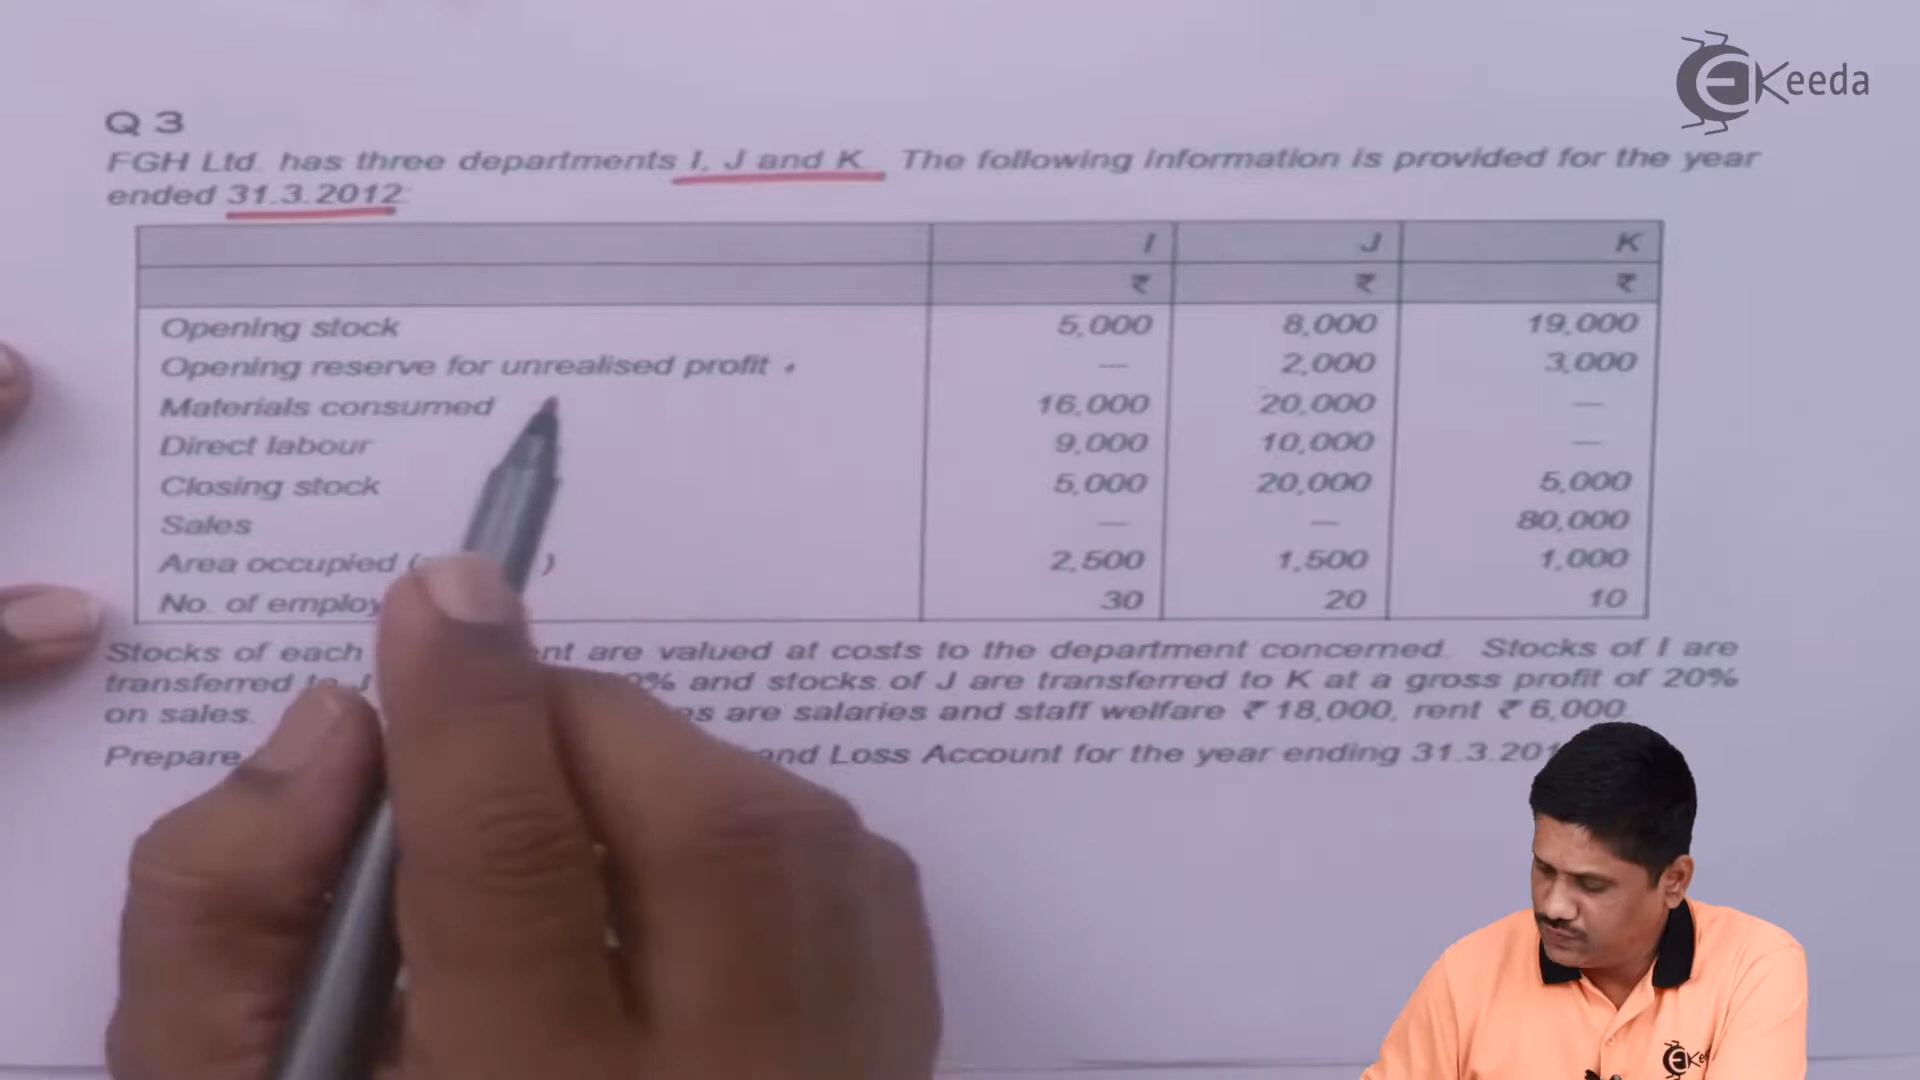 EKeeda
Q 3
FGH Ltd. has three departments I, J and K. The following information is provided for the year
ended 31.3.2012:
I J K
₹ ₹ ₹
Opening stock 5,000 8,000 19,000
Opening reserve for unrealised profit — 2,000 3,000
Materials consumed 16,000 20,000 —
Direct labour 9,000 10,000 —
Closing stock 5,000 20,000 5,000
Sales — — 80,000
Area occupied ( ) 2,500 1,500 1,000
No. of 30 20 10
Stocks of each are valued at costs to the department concerned. Stocks of I are
transferred and stocks of J are transferred to K at a gross profit of 20%
on sales. are salaries and staff welfare ₹ 18,000, rent ₹ 6,000.
Prepare and Loss Account for the year ending